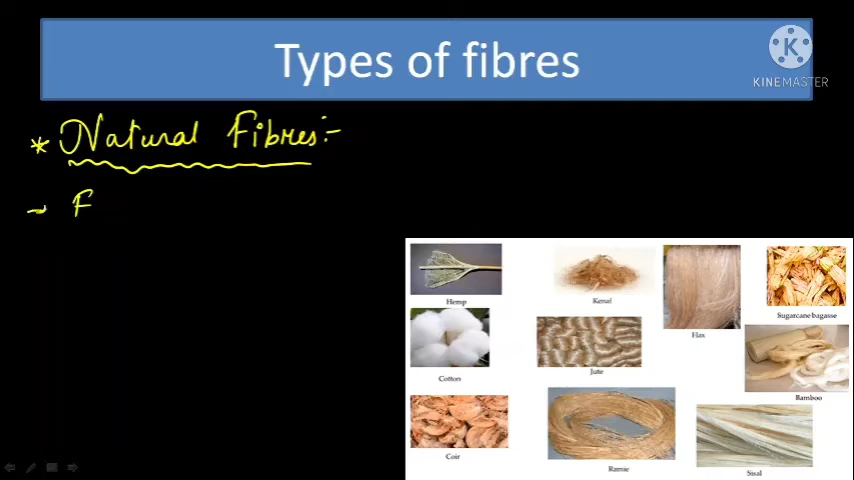 Types of fibres
KINEMASTER
* Natural Fibres:-
→ F
Hemp
Kenaf
Flax
Sugarcane bagasse
Cotton
Jute
Bamboo
Coir
Ramie
Sisal